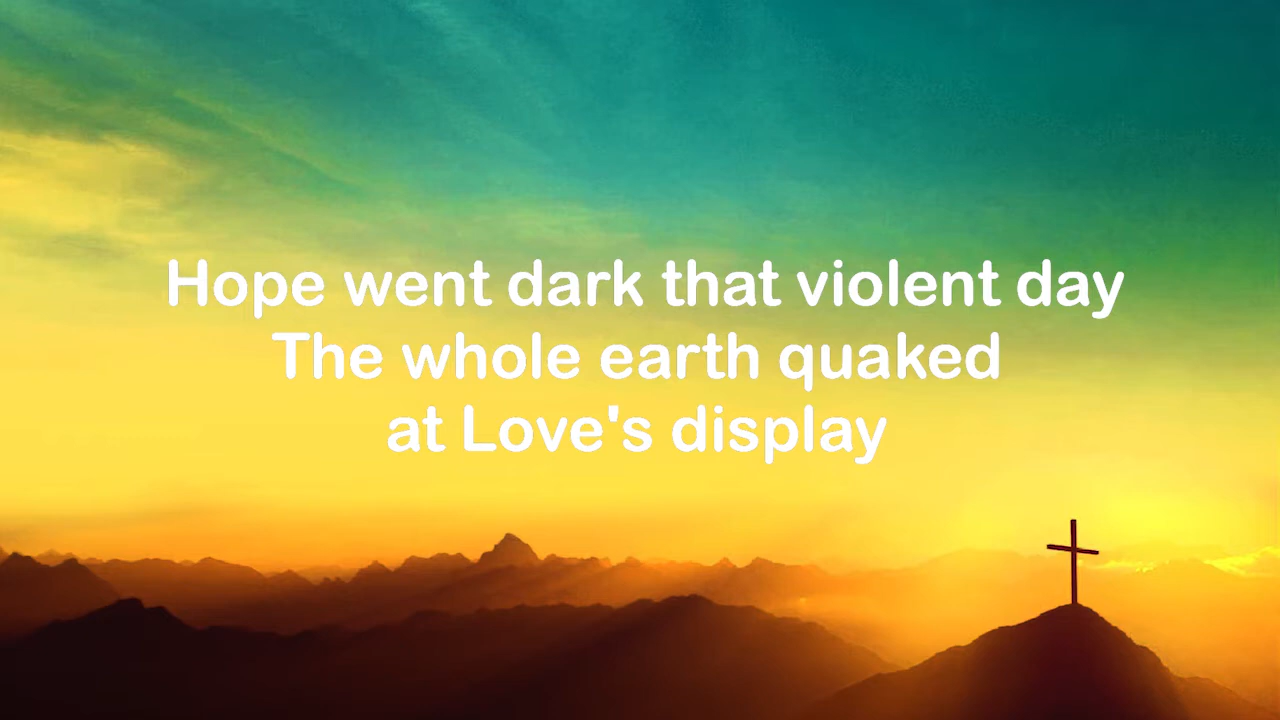 Hope went dark that violent day
The whole earth quaked
at Love's display